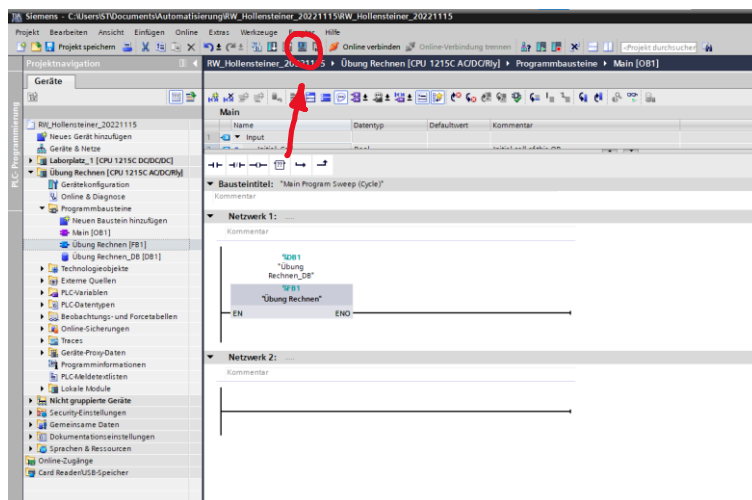 Siemens - C:\Users\ST\Documents\Automatisierung\RW_Hollensteiner_20221115\RW_Hollensteiner_20221115
Projekt Bearbeiten Ansicht Einfügen Online Extras Werkzeuge Fenster Hilfe
Projekt speichern Online verbinden Online-Verbindung trennen <Projekt durchsuchen
Projektnavigation
RW_Hollensteiner_20221115 Übung Rechnen [CPU 1215C AC/DC/Rly] Programmbausteine Main [OB1]
Geräte
PLC-Programmierung
RW_Hollensteiner_20221115
Neues Gerät hinzufügen
Geräte & Netze
Laborplatz_1 [CPU 1215C DC/DC/DC]
Übung Rechnen [CPU 1215C AC/DC/Rly]
Gerätekonfiguration
Online & Diagnose
Programmbausteine
Neuen Baustein hinzufügen
Main [OB1]
Übung Rechnen [FB1]
Übung Rechnen_DB [DB1]
Technologieobjekte
Externe Quellen
PLC-Variablen
PLC-Datentypen
Beobachtungs- und Forcetabellen
Online-Sicherungen
Traces
Geräte-Proxy-Daten
Programminformationen
PLC-Meldetextlisten
Lokale Module
Nicht gruppierte Geräte
Security-Einstellungen
Gemeinsame Daten
Dokumentationseinstellungen
Sprachen & Ressourcen
Online-Zugänge
Card Reader/USB-Speicher
Main
Name Datentyp Defaultwert Kommentar
1 Input
Bausteintitel: "Main Program Sweep (Cycle)"
Kommentar
Netzwerk 1: .....
Kommentar
%DB1
"Übung
Rechnen_DB"
%FB1
"Übung Rechnen"
EN ENO
Netzwerk 2: .....
Kommentar